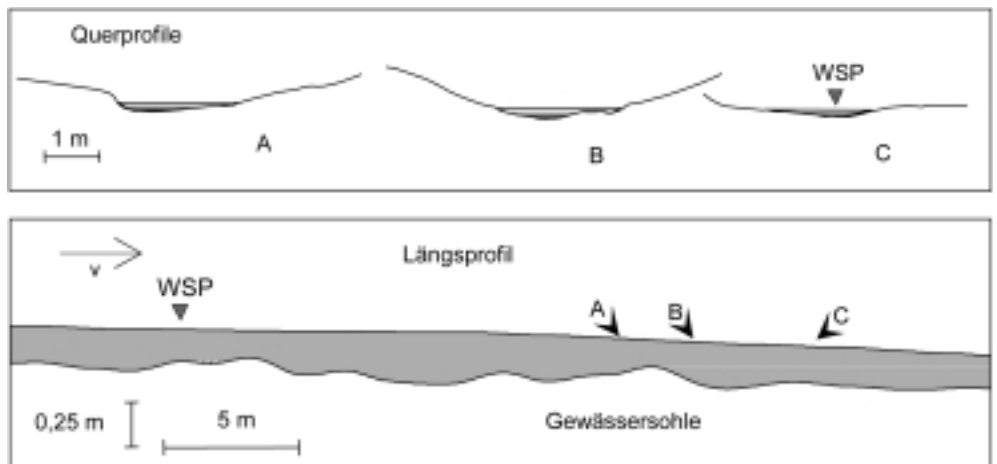 Querprofile
WSP
1 m
A
B
C
Längsprofil
v
WSP
A
B
C
0,25 m
5 m
Gewässersohle